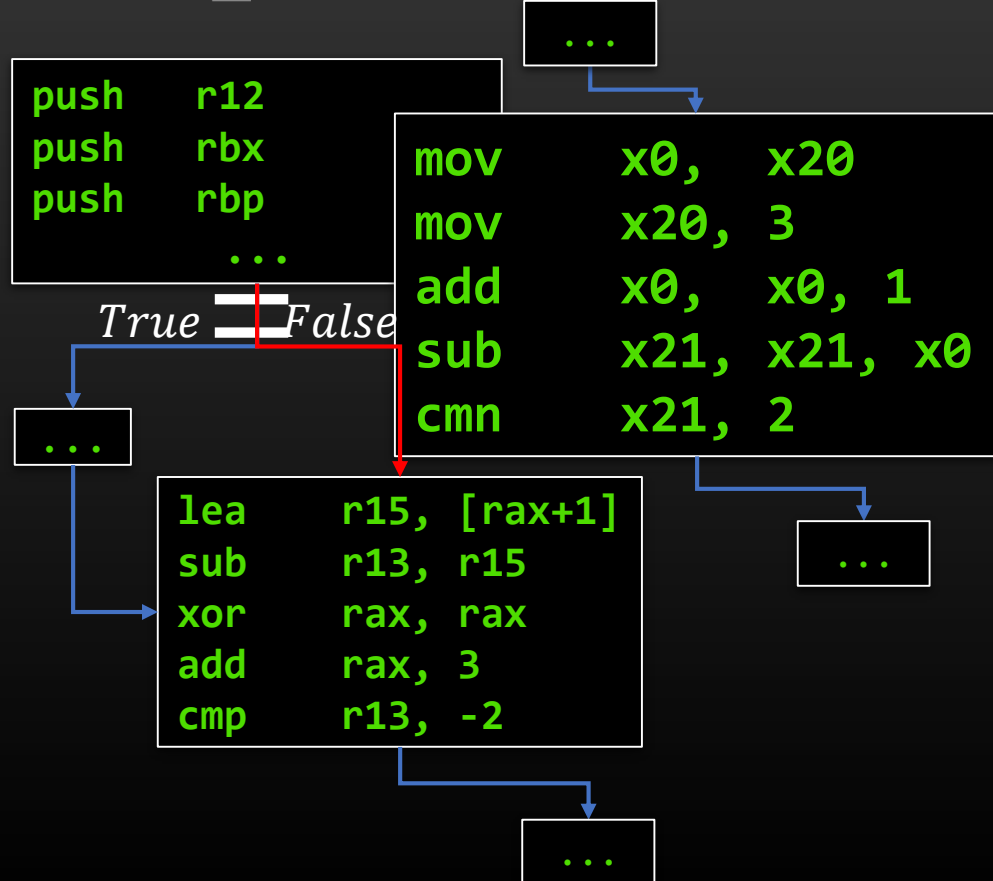 ...
push r12
push rbx
push rbp
...
mov x0, x20
mov x20, 3
add x0, x0, 1
sub x21, x21, x0
cmn x21, 2
True = False
...
lea r15, [rax+1]
sub r13, r15
xor rax, rax
add rax, 3
cmp r13, -2
...
...